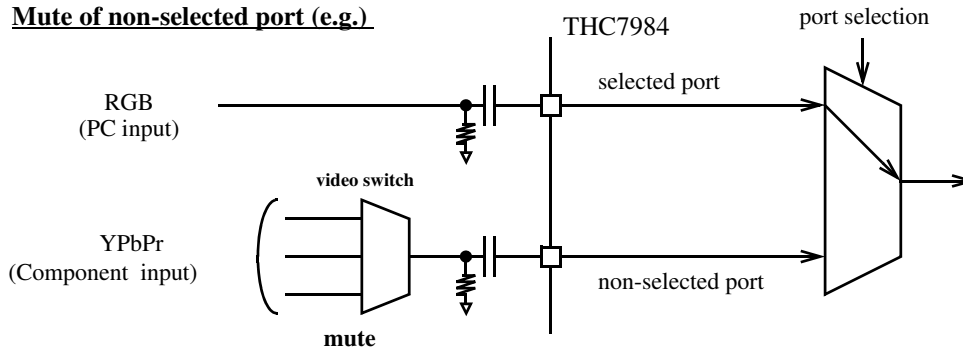 Mute of non-selected port (e.g.)
THC7984
port selection
RGB
(PC input)
selected port
video switch
YPbPr
(Component input)
non-selected port
mute